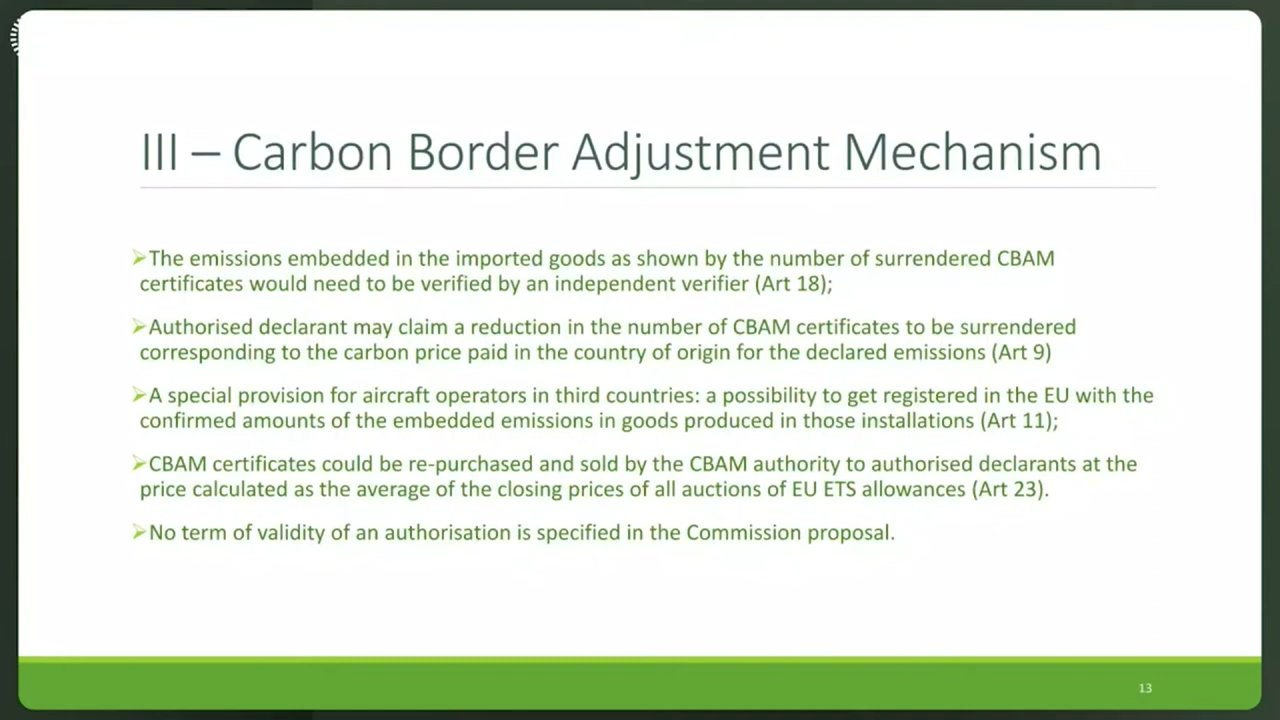 III – Carbon Border Adjustment Mechanism
➢The emissions embedded in the imported goods as shown by the number of surrendered CBAM
certificates would need to be verified by an independent verifier (Art 18);
➢Authorised declarant may claim a reduction in the number of CBAM certificates to be surrendered
corresponding to the carbon price paid in the country of origin for the declared emissions (Art 9)
➢A special provision for aircraft operators in third countries: a possibility to get registered in the EU with the
confirmed amounts of the embedded emissions in goods produced in those installations (Art 11);
➢CBAM certificates could be re-purchased and sold by the CBAM authority to authorised declarants at the
price calculated as the average of the closing prices of all auctions of EU ETS allowances (Art 23).
➢No term of validity of an authorisation is specified in the Commission proposal.
13